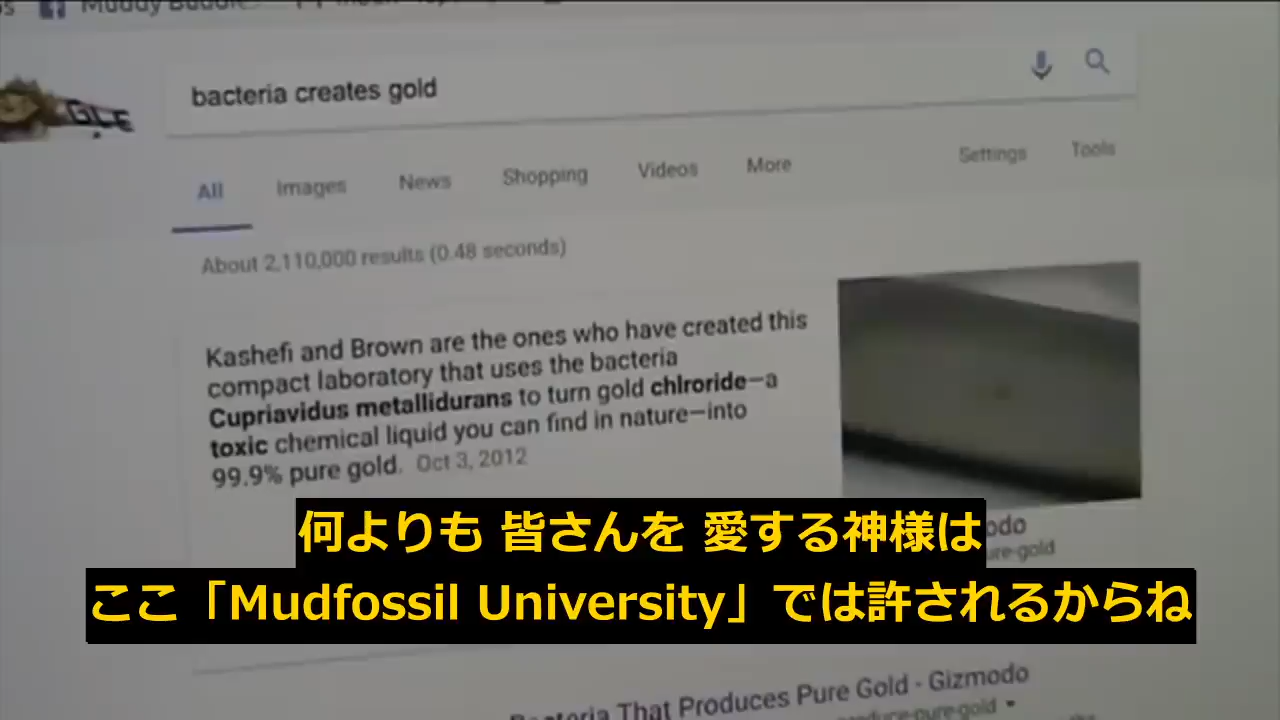 Muddy Buddie
GLE
bacteria creates gold
All Images News Shopping Videos More Settings Tools
About 2,110,000 results (0.48 seconds)
Kashefi and Brown are the ones who have created this
compact laboratory that uses the bacteria
Cupriavidus metallidurans to turn gold chlroride—a
toxic chemical liquid you can find in nature—into
99.9% pure gold. Oct 3, 2012
何よりも 皆さんを 愛する神様は
ここ「Mudfossil University」では許されるからね
Bacteria That Produces Pure Gold - Gizmodo